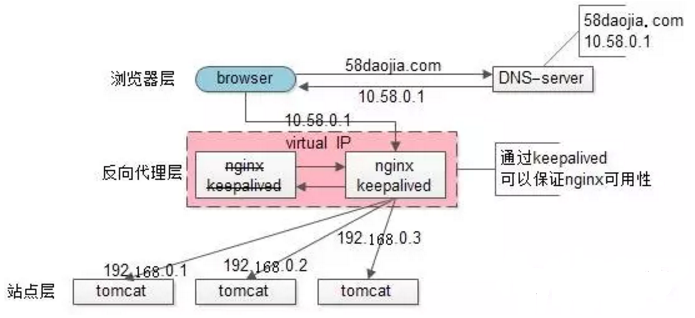 58daojia.com
10.58.0.1
58daojia.com
浏览器层
browser
DNS-server
10.58.0.1
10.58.0.1
virtual IP
反向代理层
nginx
keepalived
nginx
keepalived
通过keepalived
可以保证nginx可用性
192.168.0.1
192.168.0.2
192.168.0.3
站点层
tomcat
tomcat
tomcat